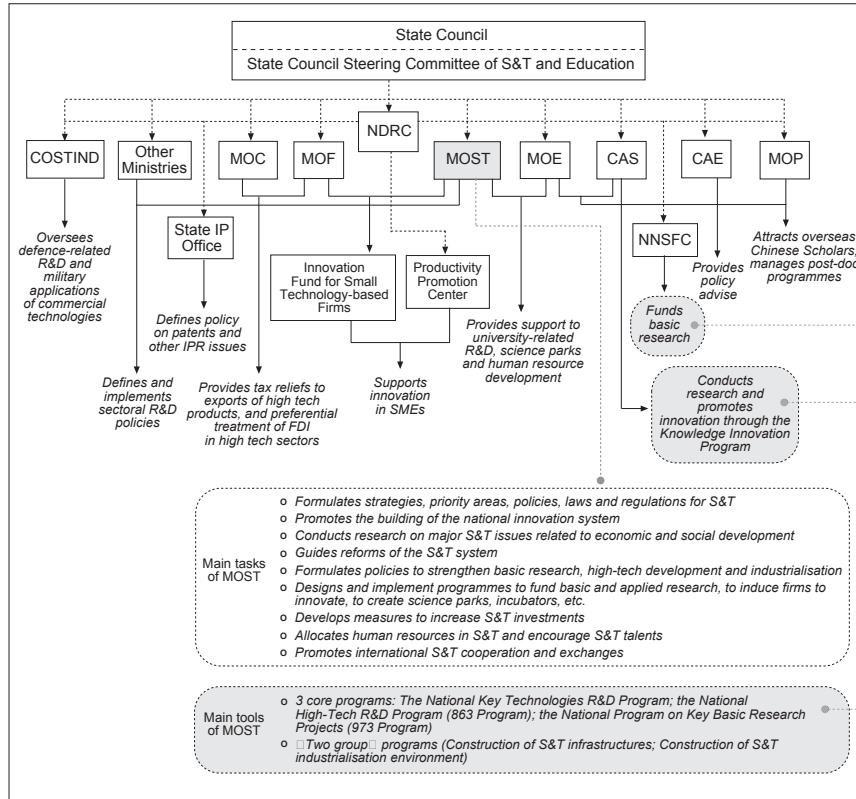 State Council
State Council Steering Committee of S&T and Education
NDRC
COSTIND
Other
Ministries
MOC
MOF
MOST
MOE
CAS
CAE
MOP
State IP
Office
NNSFC
Innovation
Fund for Small
Technology-based
Firms
Productivity
Promotion
Center
Oversees
defence-related
R&D and
military
applications
of commercial
technologies
Defines policy
on patents and
other IPR issues
Provides support to
university-related
R&D, science parks
and human resource
development
Funds
basic
research
Provides
policy
advise
Attracts overseas
Chinese Scholars,
manages post-doc
programmes
Defines and
implements
sectoral R&D
policies
Provides tax reliefs to
exports of high tech
products, and preferential
treatment of FDI
in high tech sectors
Supports
innovation
in SMEs
Conducts
research and
promotes
innovation through the
Knowledge Innovation
Program
Main tasks
of MOST
o Formulates strategies, priority areas, policies, laws and regulations for S&T
o Promotes the building of the national innovation system
o Conducts research on major S&T issues related to economic and social development
o Guides reforms of the S&T system
o Formulates policies to strengthen basic research, high-tech development and industrialisation
o Designs and implement programmes to fund basic and applied research, to induce firms to
innovate, to create science parks, incubators, etc.
o Develops measures to increase S&T investments
o Allocates human resources in S&T and encourage S&T talents
o Promotes international S&T cooperation and exchanges
Main tools
of MOST
o 3 core programs: The National Key Technologies R&D Program; the National
High-Tech R&D Program (863 Program); the National Program on Key Basic Research
Projects (973 Program)
o □Two group□ programs (Construction of S&T infrastructures; Construction of S&T
industrialisation environment)